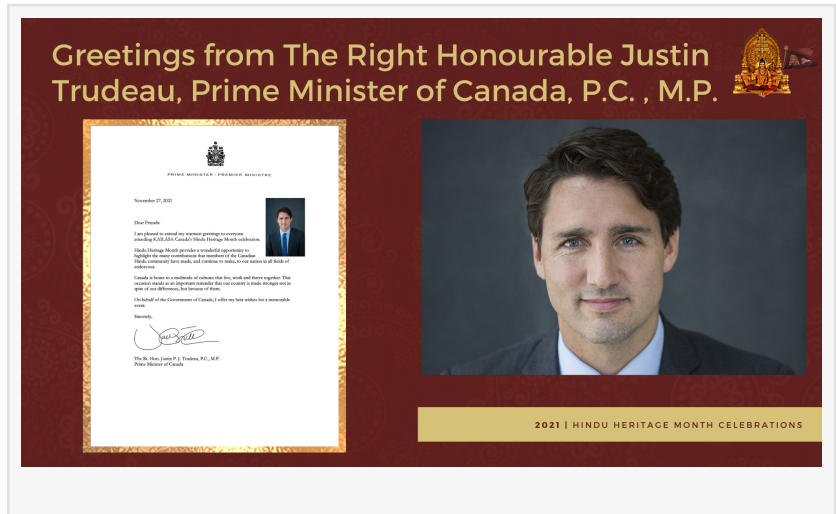 Greetings from The Right Honourable Justin
Trudeau, Prime Minister of Canada, P.C. , M.P.
PRIME MINISTER · PREMIER MINISTRE
November 27, 2021
Dear Friends:
I am pleased to extend my warmest greetings to everyone
attending KAILASA Canada's Hindu Heritage Month celebration.
Hindu Heritage Month provides a wonderful opportunity to
highlight the many contributions that members of the Canadian
Hindu community have made, and continue to make, to our nation in all fields of
endeavour.
Canada is home to a multitude of cultures that live, work and thrive together. This
occasion stands as an important reminder that our country is made stronger not in
spite of our differences, but because of them.
On behalf of the Government of Canada, I offer my best wishes for a memorable
event.
Sincerely,
The Rt. Hon. Justin P. J. Trudeau, P.C., M.P.
Prime Minister of Canada
2021 | HINDU HERITAGE MONTH CELEBRATIONS